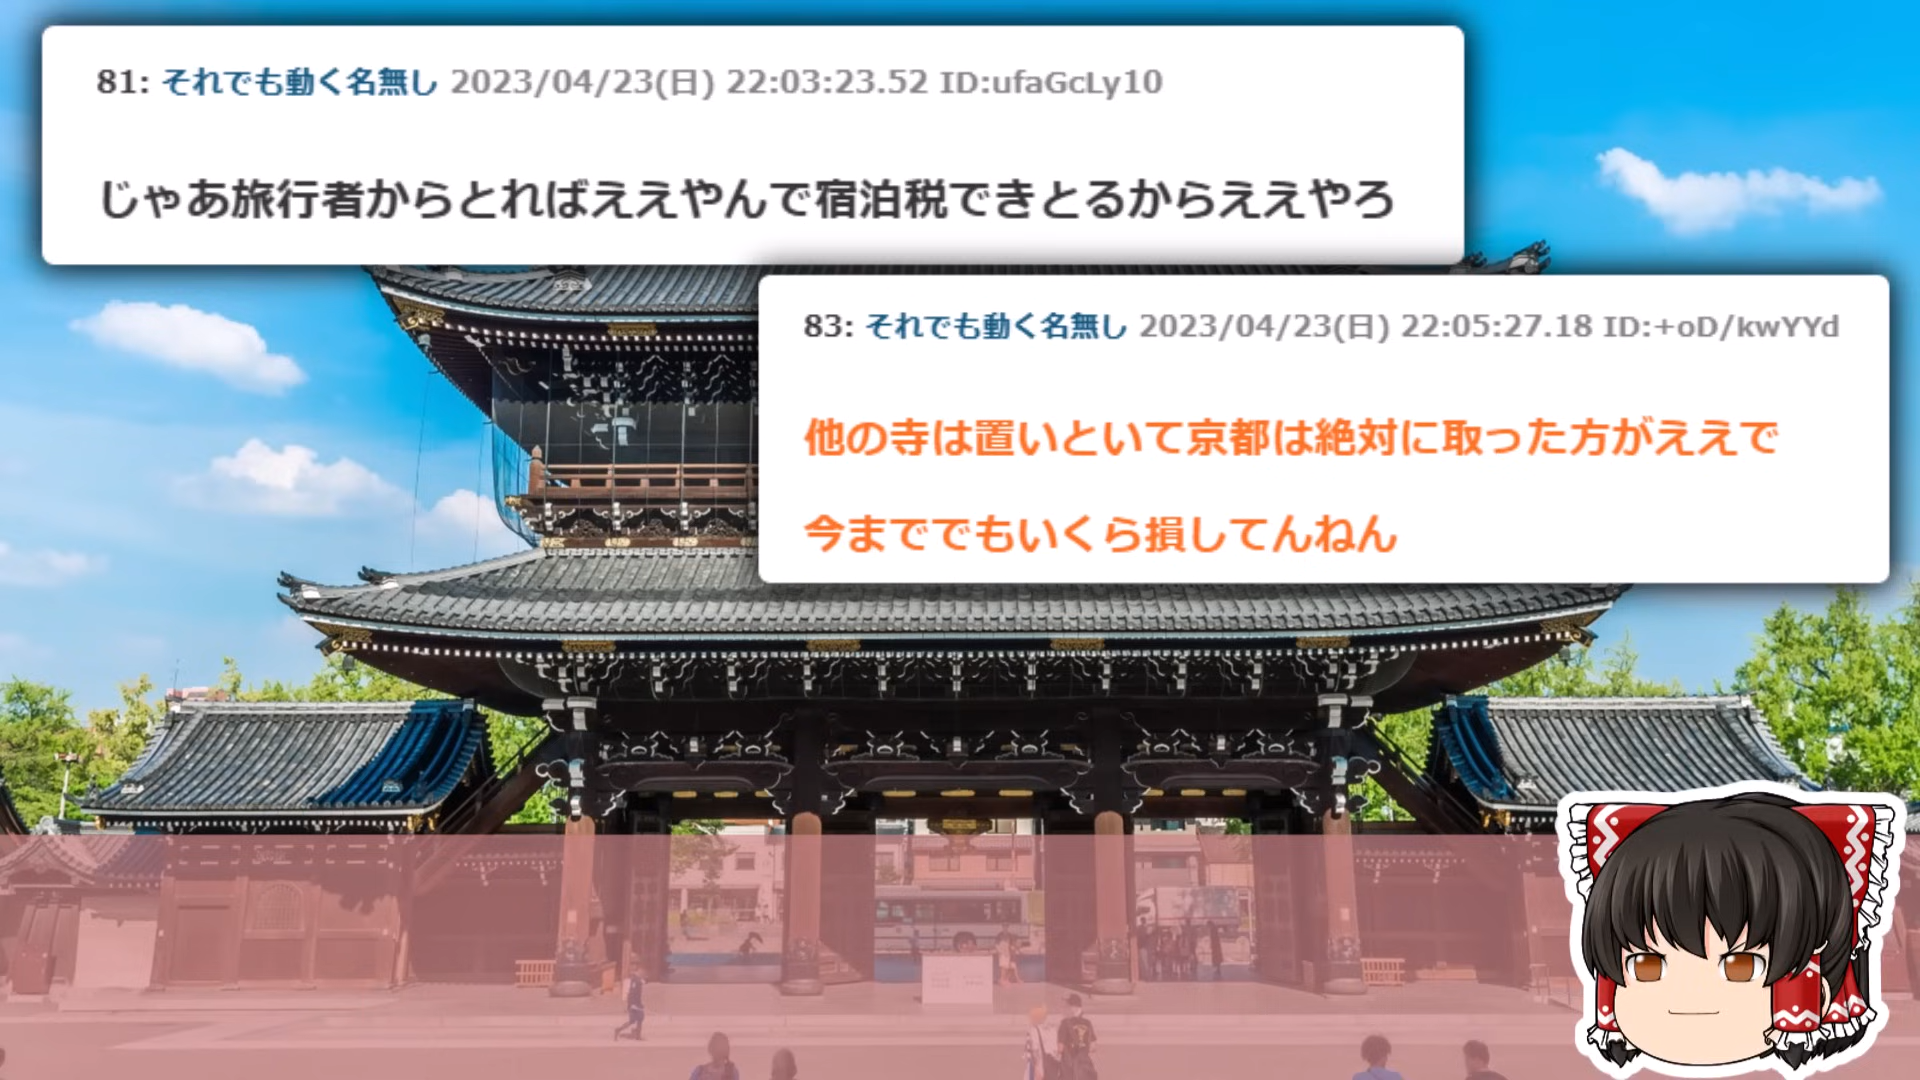 81: それでも動く名無し 2023/04/23(日) 22:03:23.52 ID:ufaGcLy10
じゃあ旅行者からとればええやんで宿泊税できとるからええやろ
83: それでも動く名無し 2023/04/23(日) 22:05:27.18 ID:+oD/kwYYd
他の寺は置いといて京都は絶対に取った方がええで
今まででもいくら損してんねん